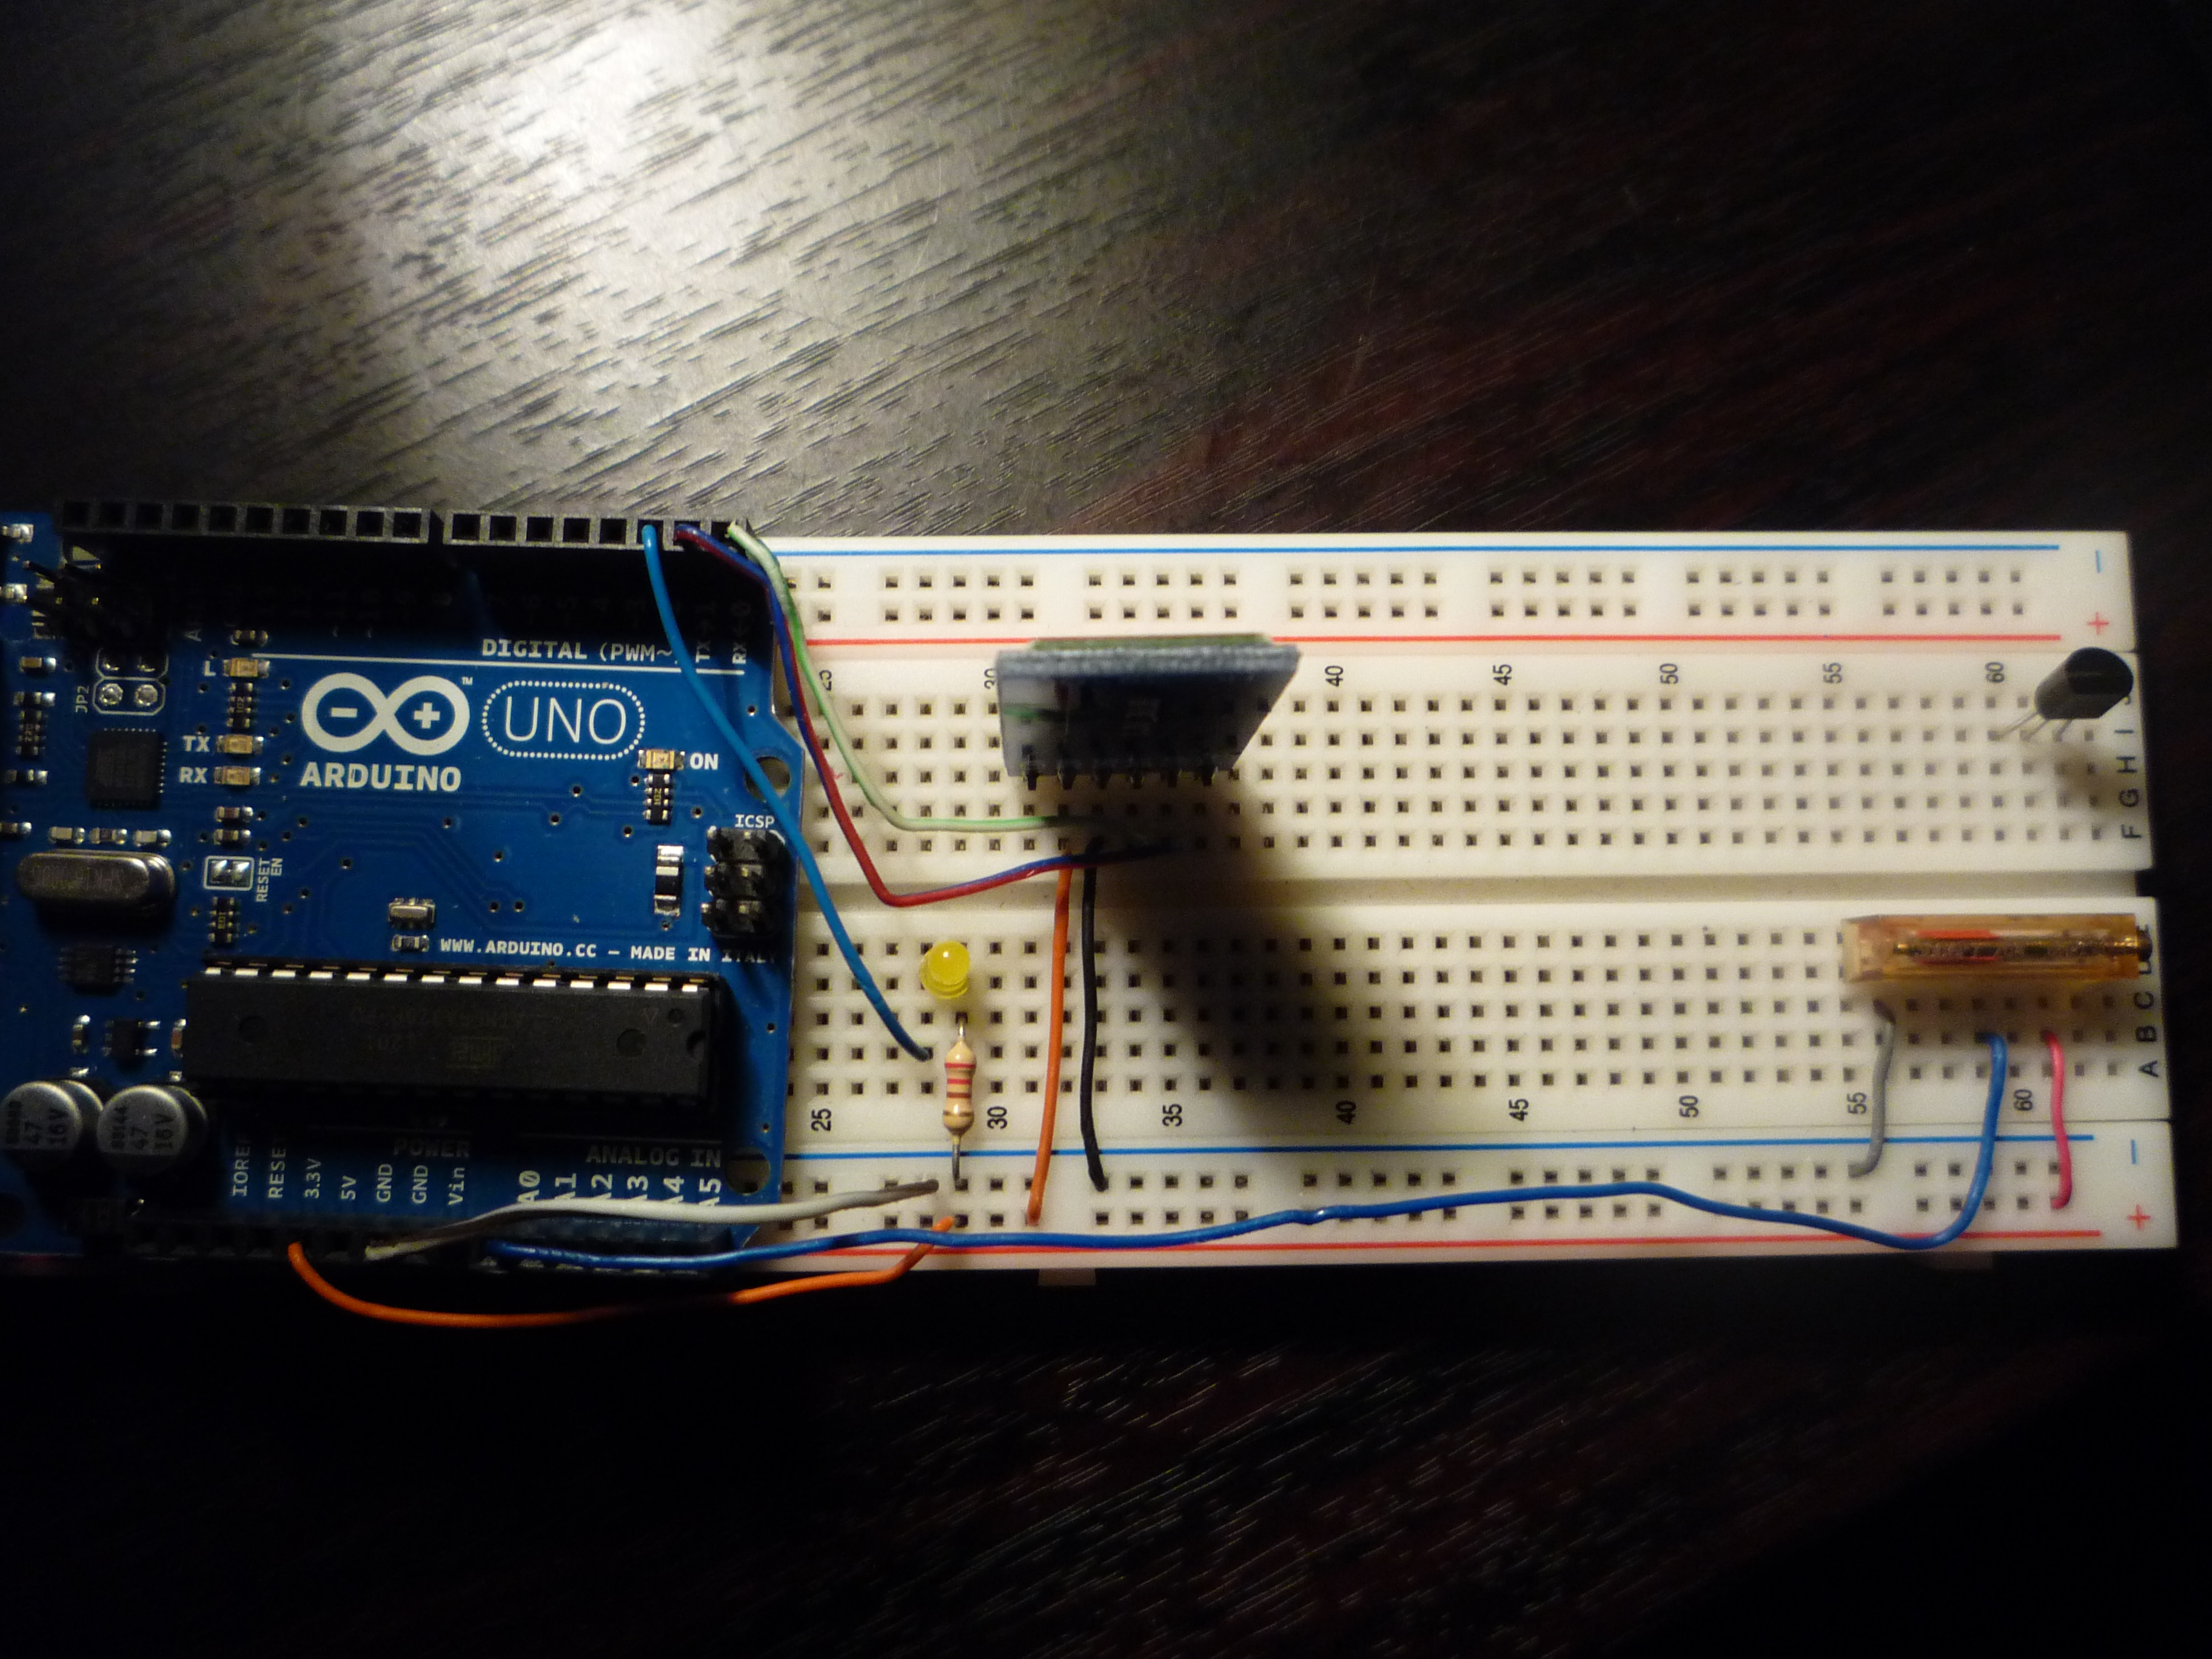 DIGITAL (PWM~)
TX
RX
L
JP2
TM
UNO
TX
RX
ON
ARDUINO
ICSP
RESET
EN
WWW.ARDUINO.CC — MADE IN ITALY
47
16V
47
16V
RESET
3.3V
5V
GND
GND
Vin
POWER
ANALOG IN
A0
A1
A2
A3
A4
A5
-
+
25
30
40
45
50
55
60
J
I
H
G
F
D
C
B
A
25
30
35
40
45
50
55
60
-
+